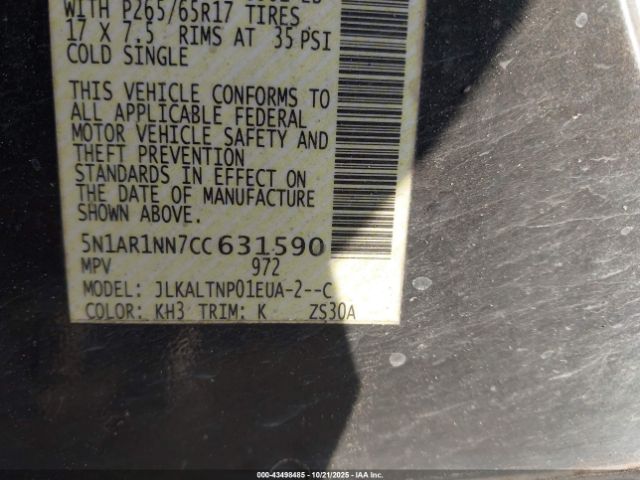 WITH P265/65R17 TIRES
17 X 7.5 RIMS AT 35 PSI
COLD SINGLE
THIS VEHICLE CONFORMS TO
ALL APPLICABLE FEDERAL
MOTOR VEHICLE SAFETY AND
THEFT PREVENTION
STANDARDS IN EFFECT ON
THE DATE OF MANUFACTURE
SHOWN ABOVE.
5N1AR1NN7CC631590
MPV 972
MODEL: JLKALTNP01EUA-2--C
COLOR: KH3 TRIM: K ZS30A
000-43498485 - 10/21/2025 - IAA Inc.